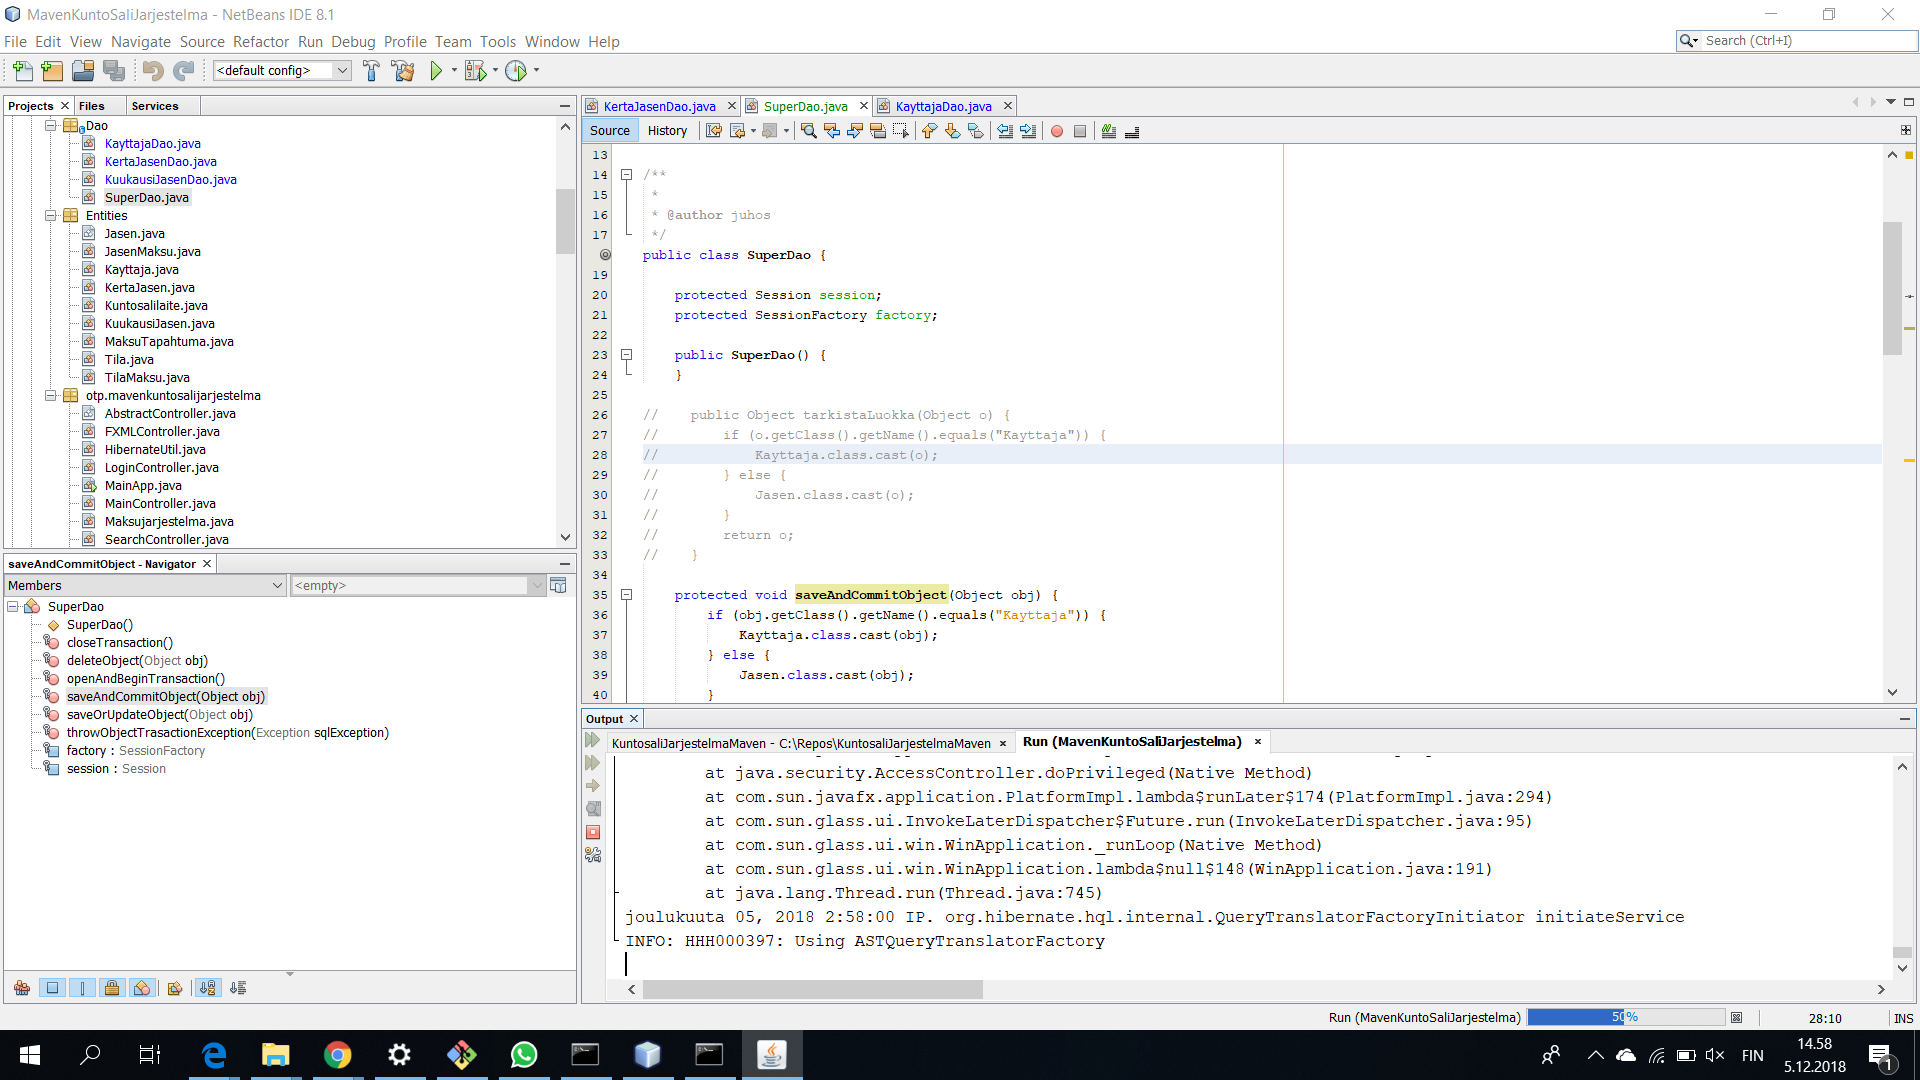 MavenKuntoSaliJarjestelma - NetBeans IDE 8.1
File Edit View Navigate Source Refactor Run Debug Profile Team Tools Window Help
Search (Ctrl+I)
<default config>
Projects Files Services
Dao
KayttajaDao.java
KertaJasenDao.java
KuukausiJasenDao.java
SuperDao.java
Entities
Jasen.java
JasenMaksu.java
Kayttaja.java
KertaJasen.java
Kuntosalilaite.java
KuukausiJasen.java
MaksuTapahtuma.java
Tila.java
TilaMaksu.java
otp.mavenkuntosalijarjestelma
AbstractController.java
FXMLController.java
HibernateUtil.java
LoginController.java
MainApp.java
MainController.java
Maksujarjestelma.java
SearchController.java
saveAndCommitObject - Navigator
Members
<empty>
SuperDao
SuperDao()
closeTransaction()
deleteObject(Object obj)
openAndBeginTransaction()
saveAndCommitObject(Object obj)
saveOrUpdateObject(Object obj)
throwObjectTrasactionException(Exception sqlException)
factory : SessionFactory
session : Session
KertaJasenDao.java SuperDao.java KayttajaDao.java
Source History
13
14 /**
15 *
16 * @author juhos
17 */
public class SuperDao {
19
20 protected Session session;
21 protected SessionFactory factory;
22
23 public SuperDao() {
24 }
25
26 // public Object tarkistaLuokka(Object o) {
27 // if (o.getClass().getName().equals("Kayttaja")) {
28 // Kayttaja.class.cast(o);
29 // } else {
30 // Jasen.class.cast(o);
31 // }
32 // return o;
33 // }
34
35 protected void saveAndCommitObject(Object obj) {
36 if (obj.getClass().getName().equals("Kayttaja")) {
37 Kayttaja.class.cast(obj);
38 } else {
39 Jasen.class.cast(obj);
40 }
Output
KuntosaliJarjestelmaMaven - C:\Repos\KuntosaliJarjestelmaMaven Run (MavenKuntoSaliJarjestelma)
at java.security.AccessController.doPrivileged(Native Method)
at com.sun.javafx.application.PlatformImpl.lambda$runLater$174(PlatformImpl.java:294)
at com.sun.glass.ui.InvokeLaterDispatcher$Future.run(InvokeLaterDispatcher.java:95)
at com.sun.glass.ui.win.WinApplication._runLoop(Native Method)
at com.sun.glass.ui.win.WinApplication.lambda$null$148(WinApplication.java:191)
at java.lang.Thread.run(Thread.java:745)
joulukuuta 05, 2018 2:58:00 IP. org.hibernate.hql.internal.QueryTranslatorFactoryInitiator initiateService
INFO: HHH000397: Using ASTQueryTranslatorFactory
Run (MavenKuntoSaliJarjestelma) 50% 28:10 INS
FIN
14.58
5.12.2018
1